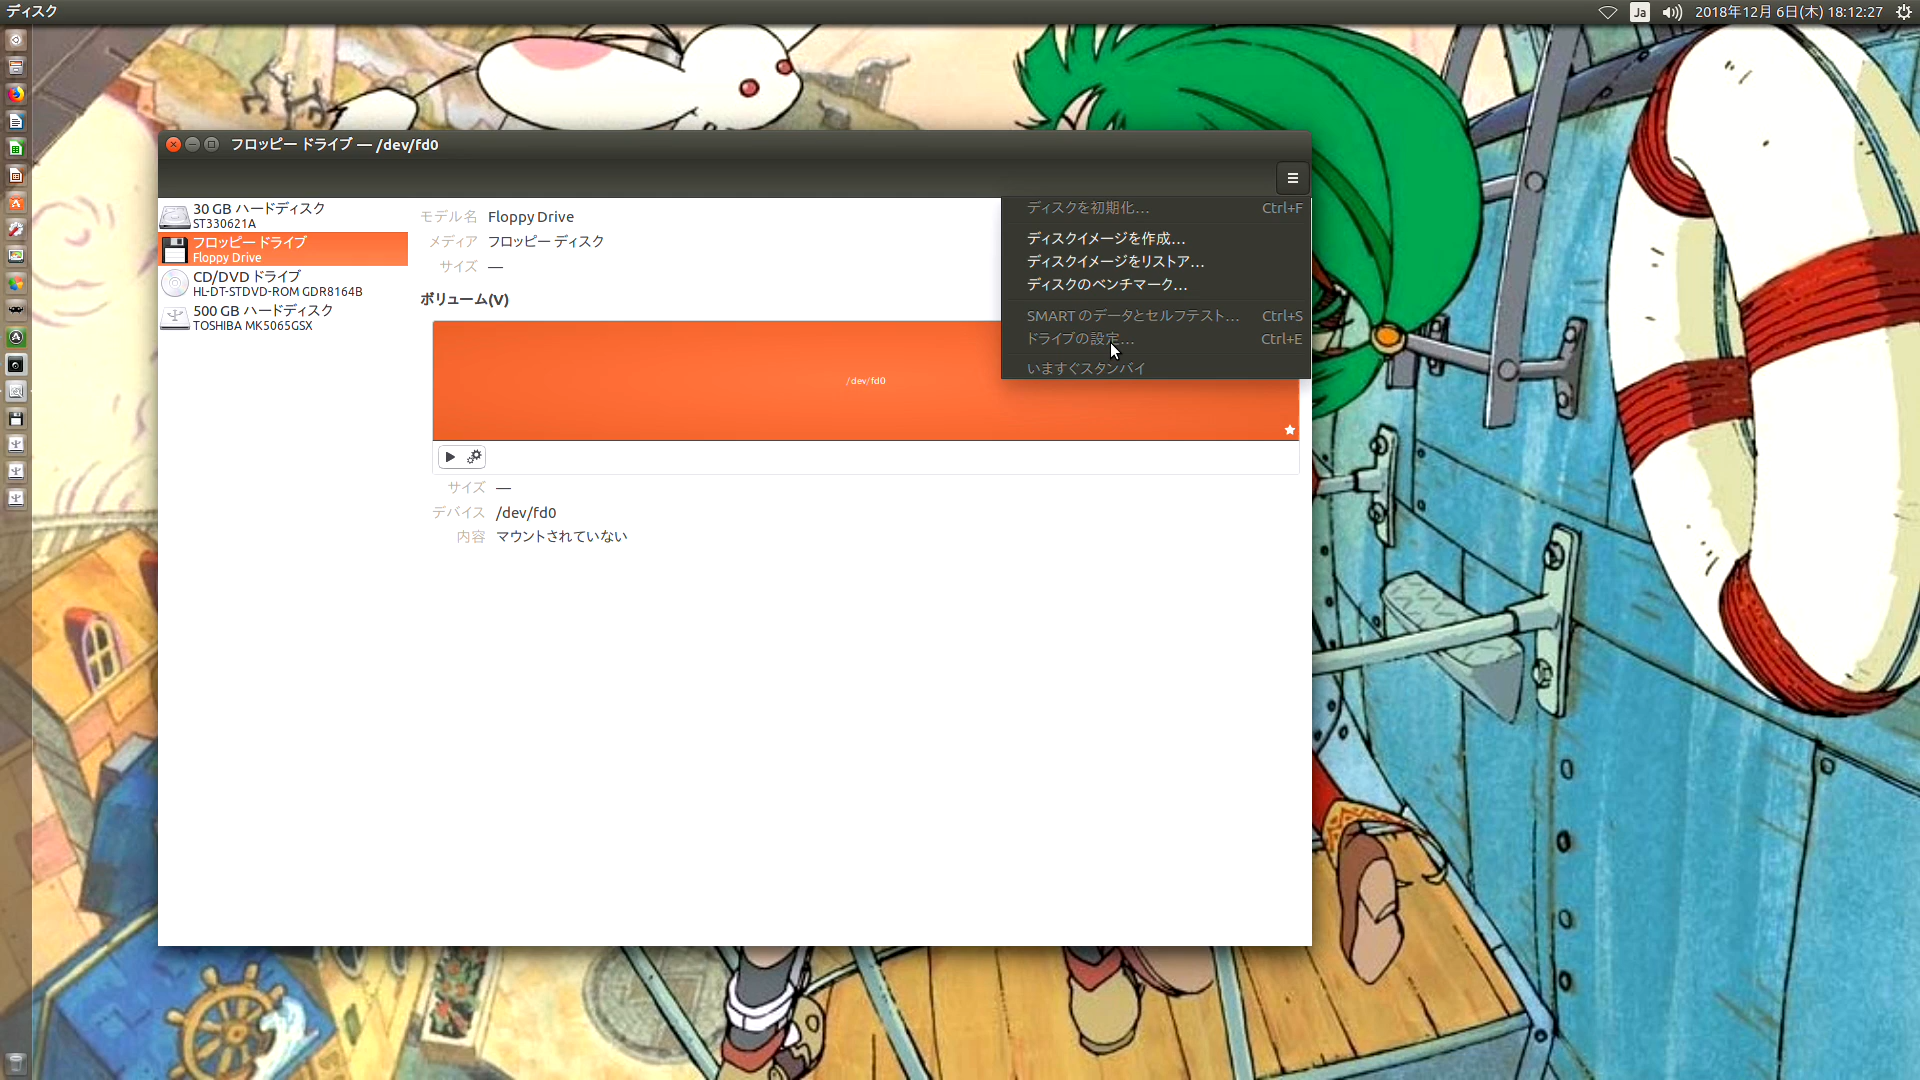 ディスク
Ja
2018年12月 6日(木) 18:12:27
フロッピー ドライブ — /dev/fd0
30 GB ハードディスク
ST330621A
フロッピー ドライブ
Floppy Drive
CD/DVD ドライブ
HL-DT-STDVD-ROM GDR8164B
500 GB ハードディスク
TOSHIBA MK5065GSX
モデル名 Floppy Drive
メディア フロッピー ディスク
サイズ —
ボリューム(V)
/dev/fd0
サイズ —
デバイス /dev/fd0
内容 マウントされていない
ディスクを初期化... Ctrl+F
ディスクイメージを作成...
ディスクイメージをリストア...
ディスクのベンチマーク...
SMART のデータとセルフテスト... Ctrl+S
ドライブの設定... Ctrl+E
いますぐスタンバイ